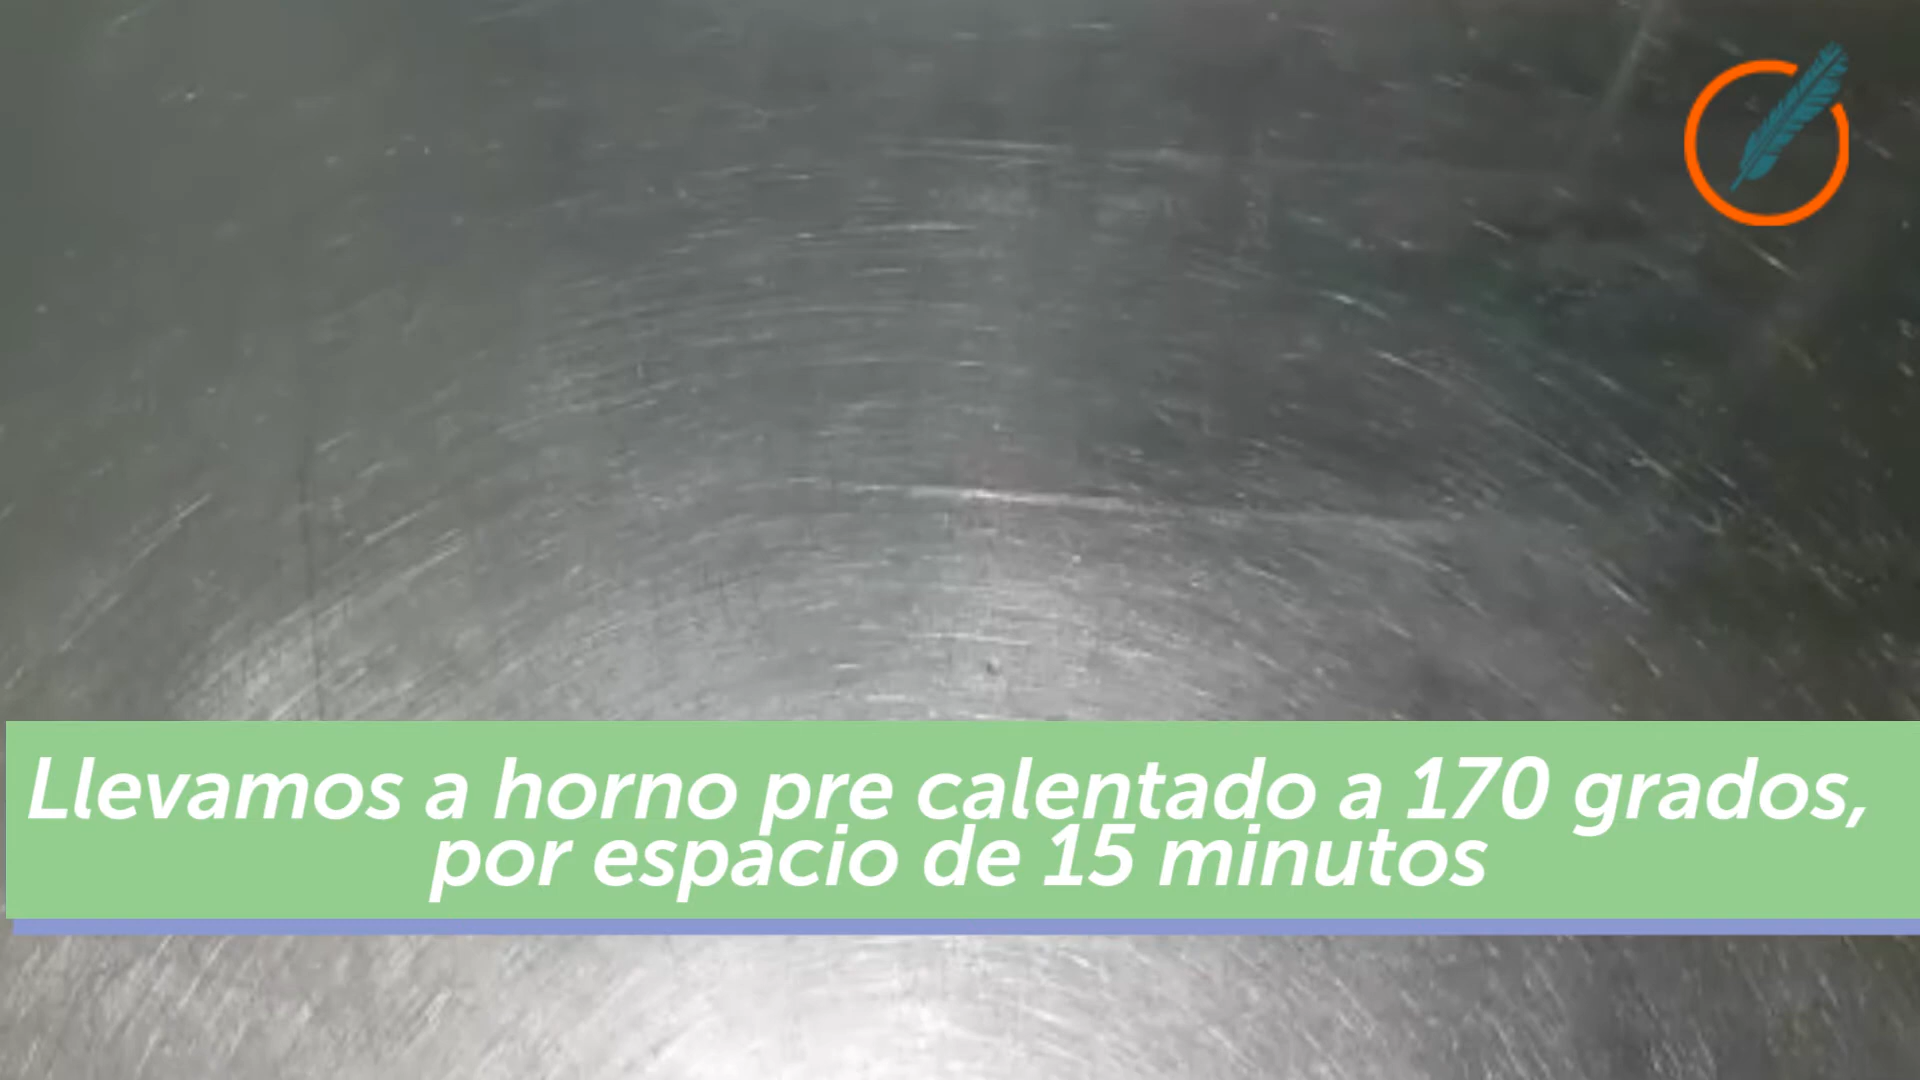 Llevamos a horno pre calentado a 170 grados,
por espacio de 15 minutos